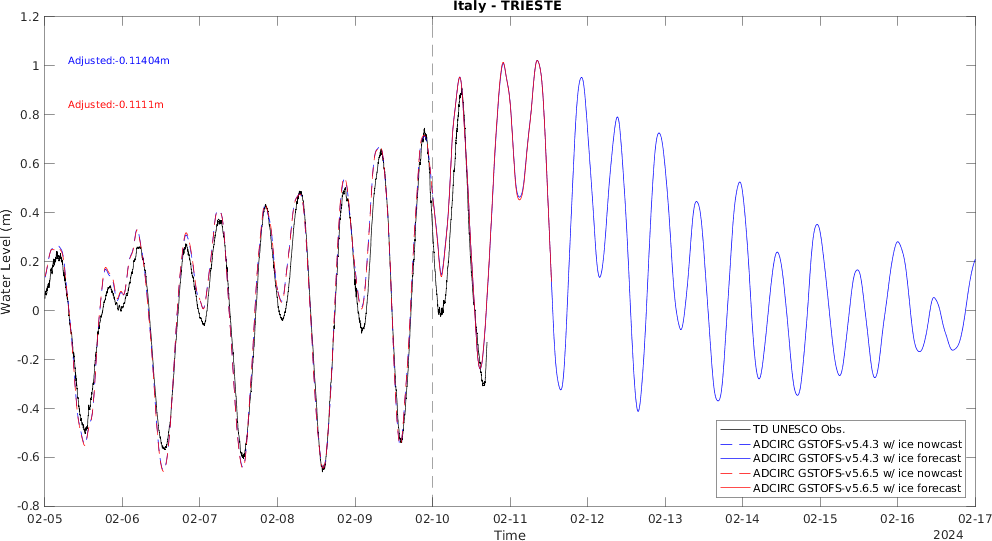 Italy - TRIESTE
1.2
1
0.8
0.6
0.4
0.2
0
-0.2
-0.4
-0.6
-0.8
Water Level (m)
Adjusted:-0.11404m
Adjusted:-0.1111m
TD UNESCO Obs.
ADCIRC GSTOFS-v5.4.3 w/ ice nowcast
ADCIRC GSTOFS-v5.4.3 w/ ice forecast
ADCIRC GSTOFS-v5.6.5 w/ ice nowcast
ADCIRC GSTOFS-v5.6.5 w/ ice forecast
02-05 02-06 02-07 02-08 02-09 02-10 02-11 02-12 02-13 02-14 02-15 02-16 02-17
Time
2024